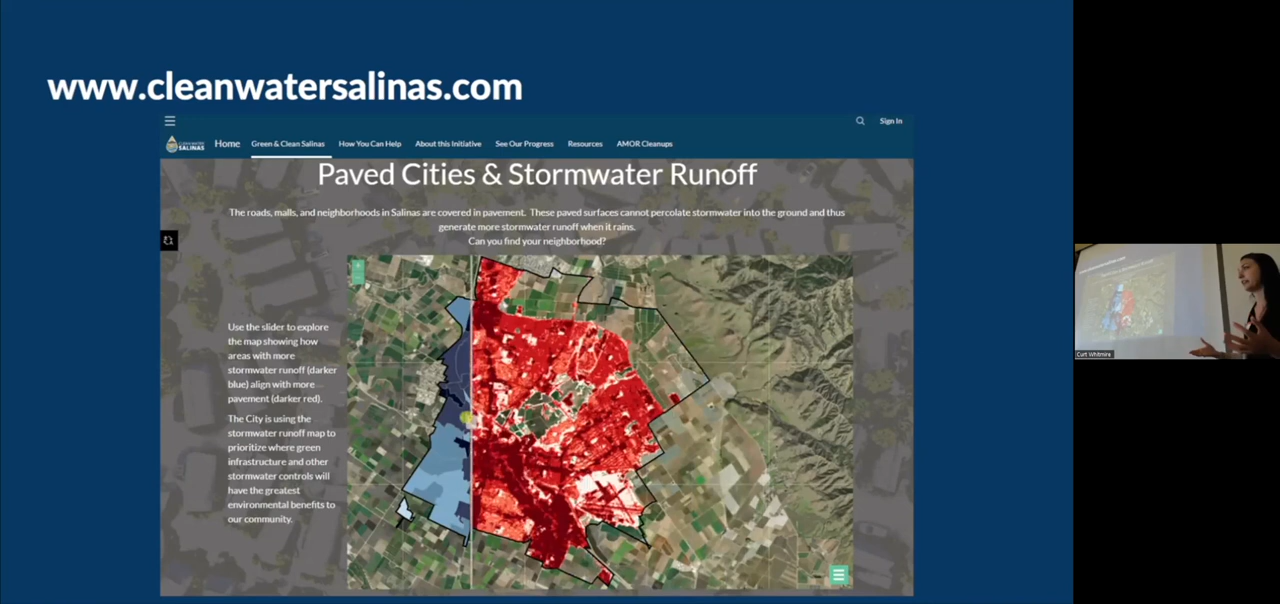 www.cleanwatersalinas.com
Sign In
SALINAS
Home
Green & Clean Salinas
How You Can Help
About this Initiative
See Our Progress
Resources
AMOR Cleanups
Paved Cities & Stormwater Runoff
The roads, malls, and neighborhoods in Salinas are covered in pavement. These paved surfaces cannot percolate stormwater into the ground and thus
generate more stormwater runoff when it rains.
Can you find your neighborhood?
Use the slider to explore
the map showing how
areas with more
stormwater runoff (darker
blue) align with more
pavement (darker red).
The City is using the
stormwater runoff map to
prioritize where green
infrastructure and other
stormwater controls will
have the greatest
environmental benefits to
our community.
Curt Whitmire